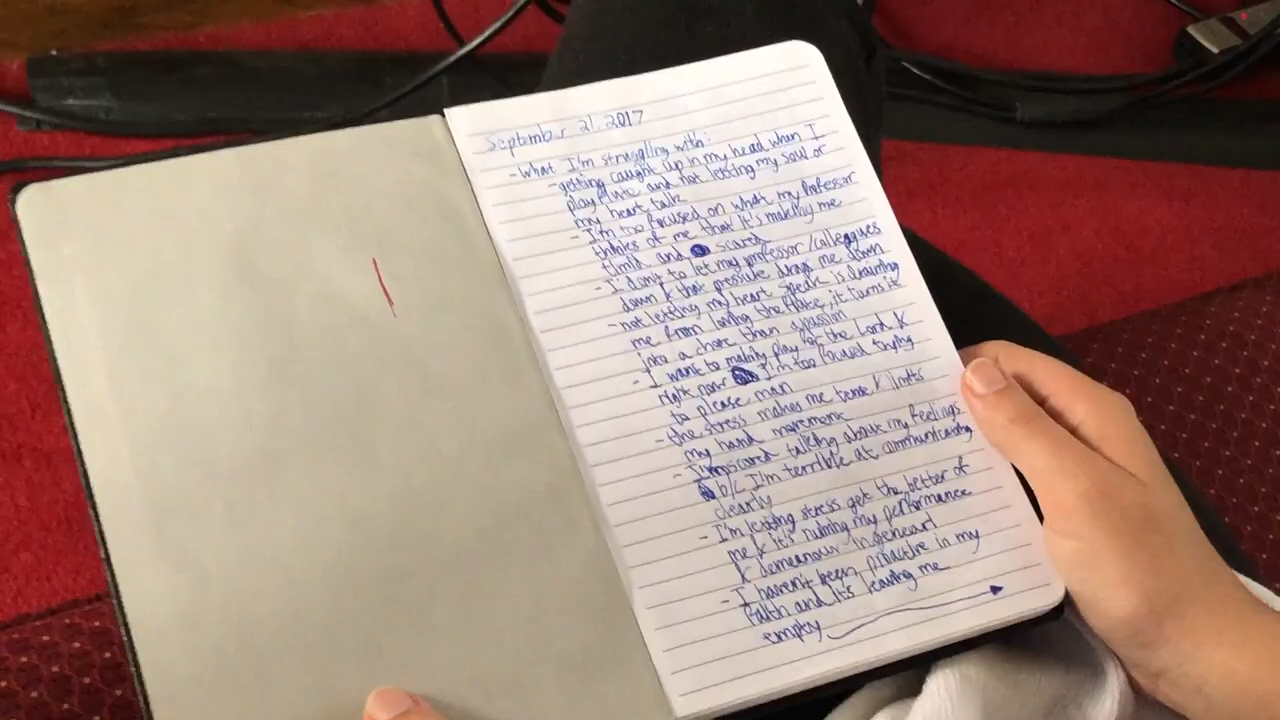 September 21, 2017
- What I'm struggling with:
- getting caught up in my head when I
play flute and not letting my soul or
my heart talk
- I'm too focused on what my Professor
thinks of me that it's making me
timid and scared
- I don't to let my professor/colleagues
down & that pressure drags me down
- not letting my heart speak is draining
me from loving the flute, it turns it
into a chore than a passion
- I want to mainly play for the Lord &
right now I'm too focused trying
to please man
- the stress makes me tense & limits
my hand movement
- I'm scared talking about my feelings
b/c I'm terrible at communicating
clearly
- I'm letting stress get the better of
me & it's ruining my performance
& demeanour in general
- I haven't been proactive in my
faith and it's leaving me
empty